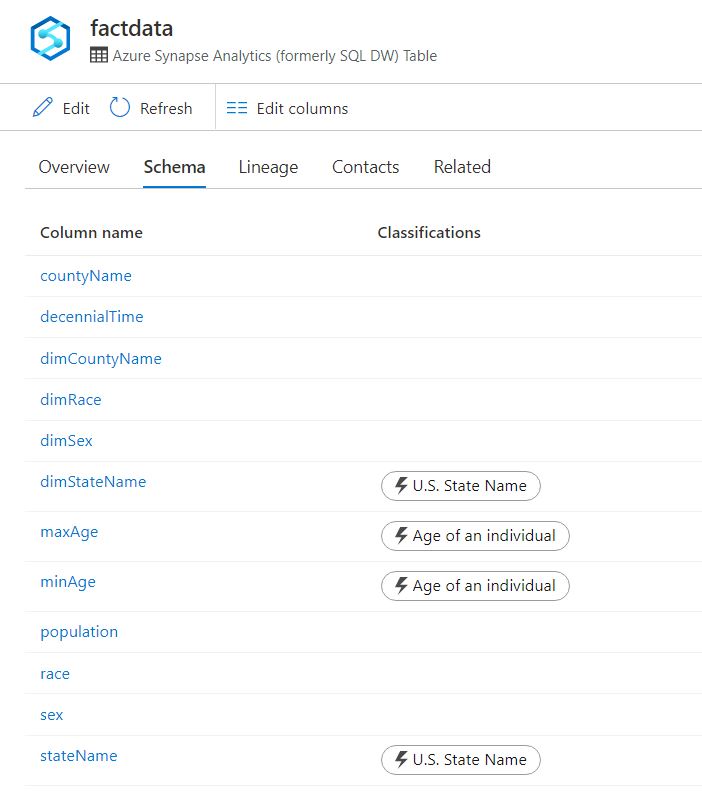 factdata
Azure Synapse Analytics (formerly SQL DW) Table
Edit Refresh Edit columns
Overview Schema Lineage Contacts Related
Column name Classifications
countyName
decennialTime
dimCountyName
dimRace
dimSex
dimStateName U.S. State Name
maxAge Age of an individual
minAge Age of an individual
population
race
sex
stateName U.S. State Name